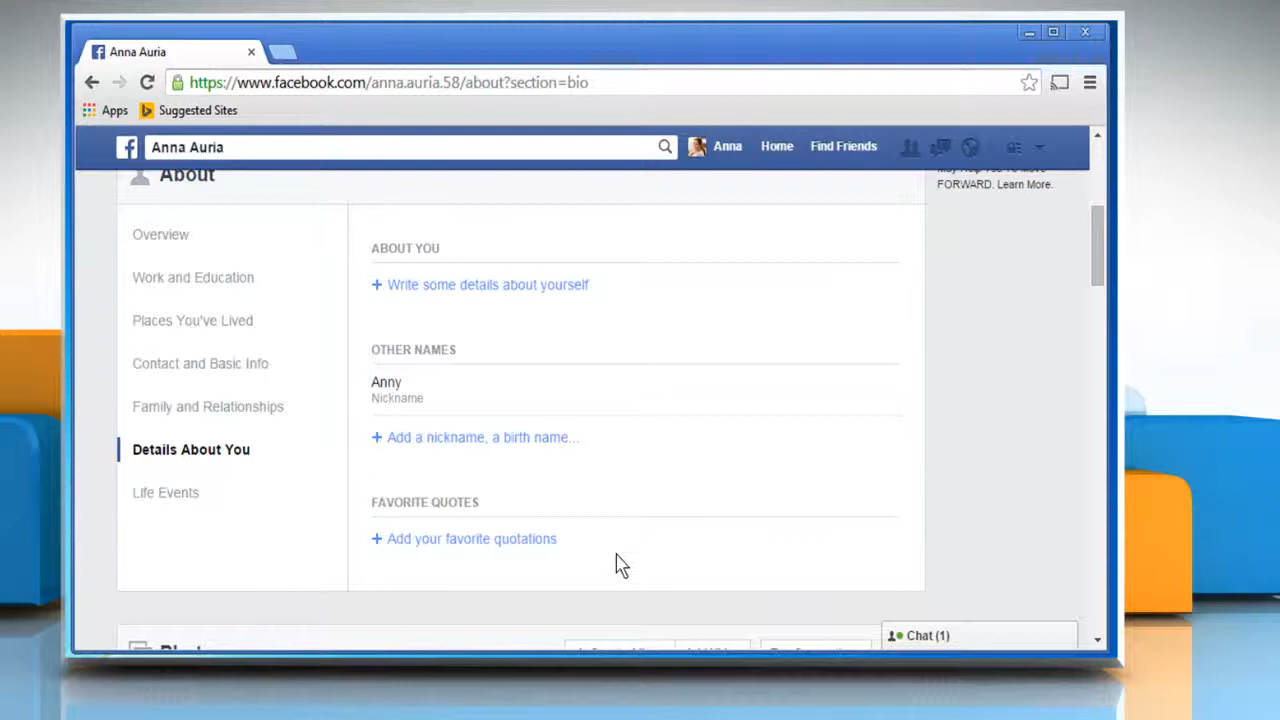 Anna Auria
https://www.facebook.com/anna.auria.58/about?section=bio
Apps Suggested Sites
Anna Auria Anna Home Find Friends
About
FORWARD. Learn More.
Overview
Work and Education
Places You've Lived
Contact and Basic Info
Family and Relationships
Details About You
Life Events
ABOUT YOU
+ Write some details about yourself
OTHER NAMES
Anny
Nickname
+ Add a nickname, a birth name...
FAVORITE QUOTES
+ Add your favorite quotations
Chat (1)